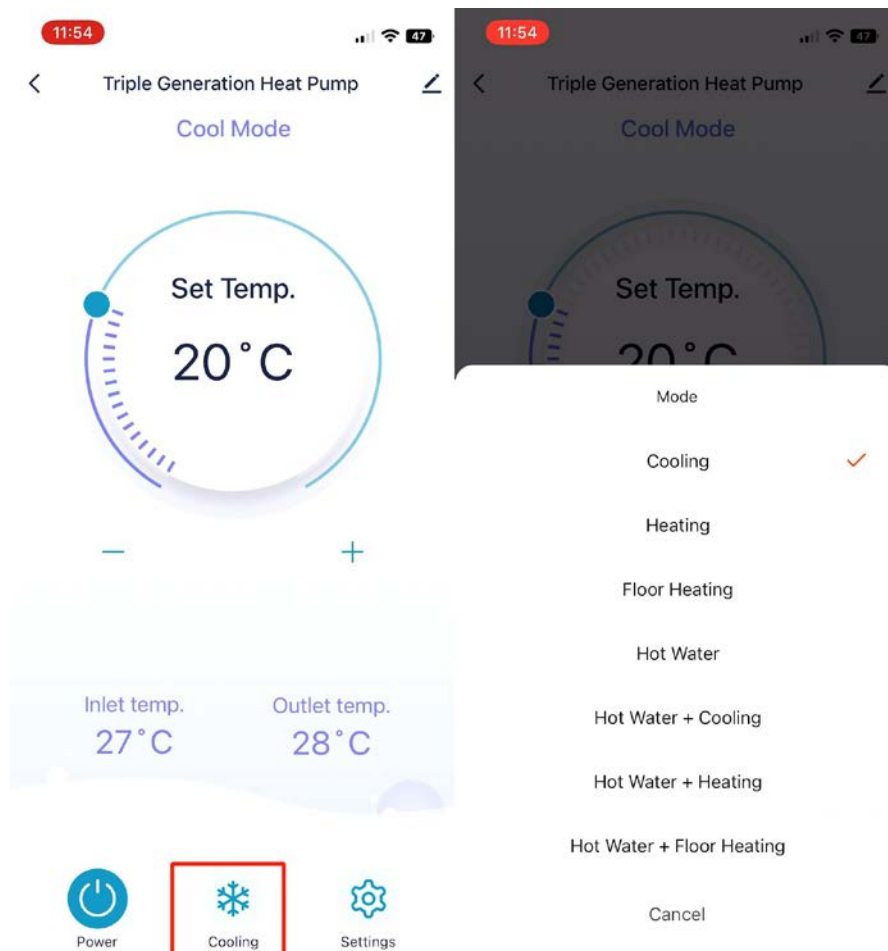 11:54
47
Triple Generation Heat Pump
Cool Mode
Set Temp.
20°C
Inlet temp.
Outlet temp.
27°C
28°C
Power
Cooling
Settings
11:54
47
Triple Generation Heat Pump
Cool Mode
Set Temp.
20°C
Mode
Cooling
Heating
Floor Heating
Hot Water
Hot Water + Cooling
Hot Water + Heating
Hot Water + Floor Heating
Cancel